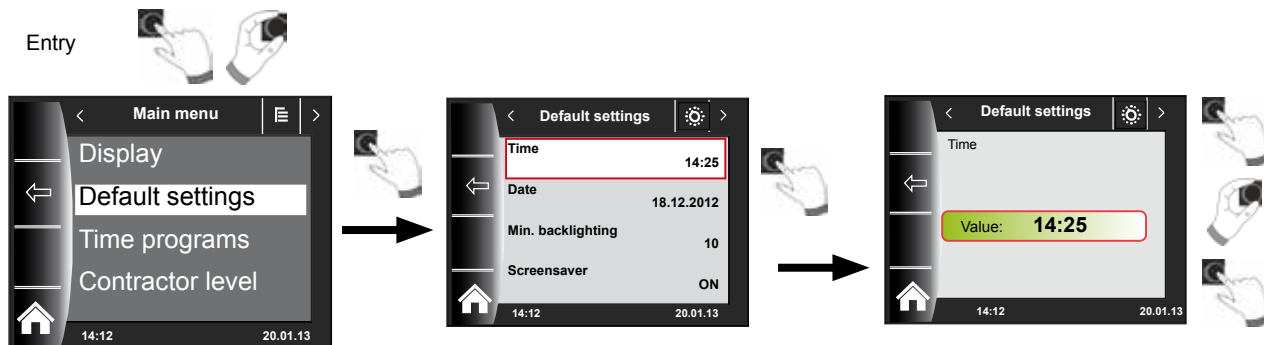 Entry
< Main menu >
Display
Default settings
Time programs
Contractor level
14:12 20.01.13
< Default settings >
Time
14:25
Date
18.12.2012
Min. backlighting
10
Screensaver
ON
14:12 20.01.13
< Default settings >
Time
Value: 14:25
14:12 20.01.13